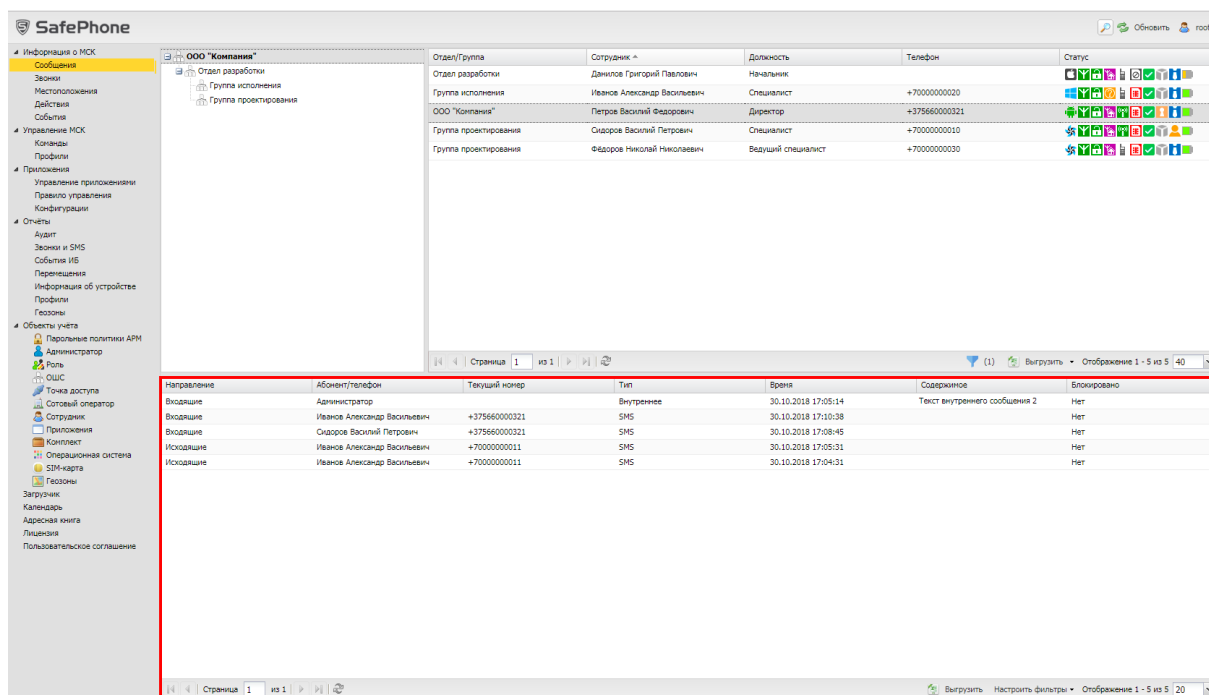 SafePhone
Обновить
root
Информация о МСК
Сообщения
Звонки
Местоположения
Действия
События
Управление МСК
Команды
Профили
Приложения
Управление приложениями
Правило управления
Конфигурации
Отчёты
Аудит
Звонки и SMS
События ИБ
Перемещения
Информация об устройстве
Профили
Геозоны
Объекты учёта
Парольные политики АРМ
Администратор
Роль
ОШС
Точка доступа
Сотовый оператор
Сотрудник
Приложения
Комплект
Операционная система
SIM-карта
Геозоны
Загрузчик
Календарь
Адресная книга
Лицензия
Пользовательское соглашение
ООО "Компания"
Отдел разработки
Группа исполнения
Группа проектирования
Отдел/Группа Сотрудник Должность Телефон Статус
Отдел разработки Данилов Григорий Павлович Начальник
Группа исполнения Иванов Александр Васильевич Специалист +70000000020
ООО "Компания" Петров Василий Федорович Директор +375660000321
Группа проектирования Сидоров Василий Петрович Специалист +70000000010
Группа проектирования Фёдоров Николай Николаевич Ведущий специалист +70000000030
Страница 1 из 1 (1) Выгрузить Отображение 1 - 5 из 5 40
Направление Абонент/телефон Текущий номер Тип Время Содержимое Блокировано
Входящие Администратор Внутреннее 30.10.2018 17:05:14 Текст внутреннего сообщения 2 Нет
Входящие Иванов Александр Васильевич +375660000321 SMS 30.10.2018 17:10:38 Нет
Входящие Сидоров Василий Петрович +375660000321 SMS 30.10.2018 17:08:45 Нет
Исходящие Иванов Александр Васильевич +70000000011 SMS 30.10.2018 17:05:31 Нет
Исходящие Иванов Александр Васильевич +70000000011 SMS 30.10.2018 17:04:31 Нет
Страница 1 из 1 Выгрузить Настроить фильтры Отображение 1 - 5 из 5 20